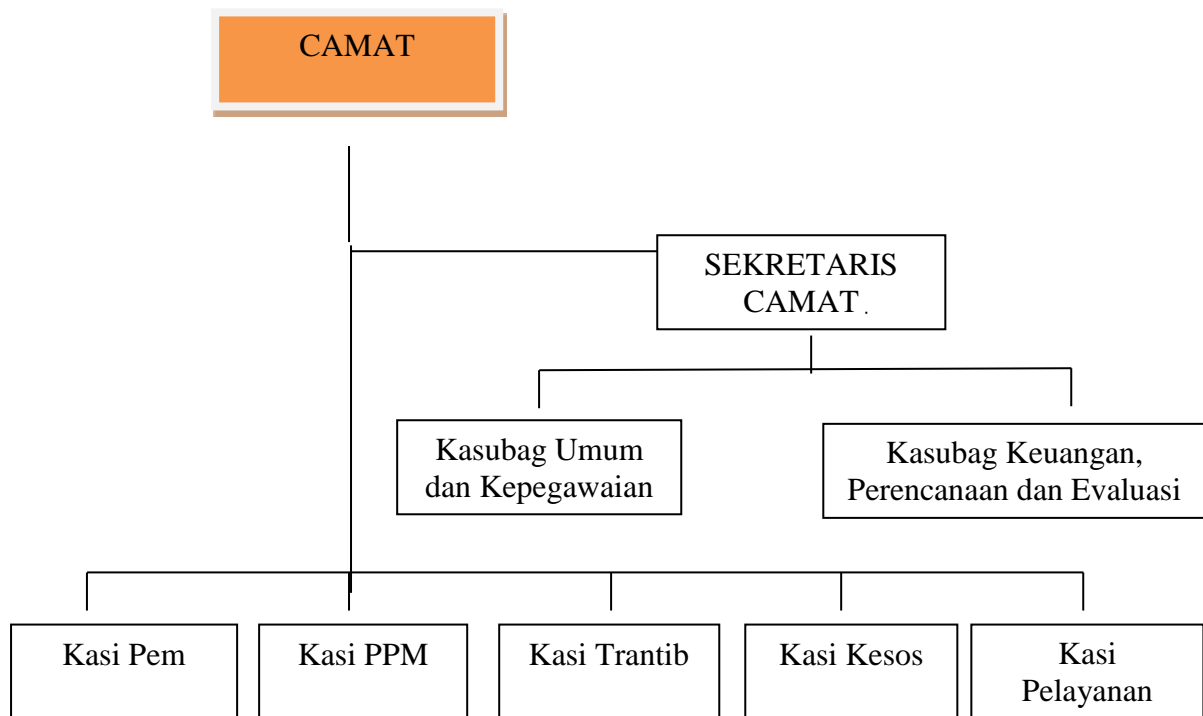 CAMAT
SEKRETARIS
CAMAT .
Kasubag Umum
dan Kepegawaian
Kasubag Keuangan,
Perencanaan dan Evaluasi
Kasi Pem
Kasi PPM
Kasi Trantib
Kasi Kesos
Kasi
Pelayanan